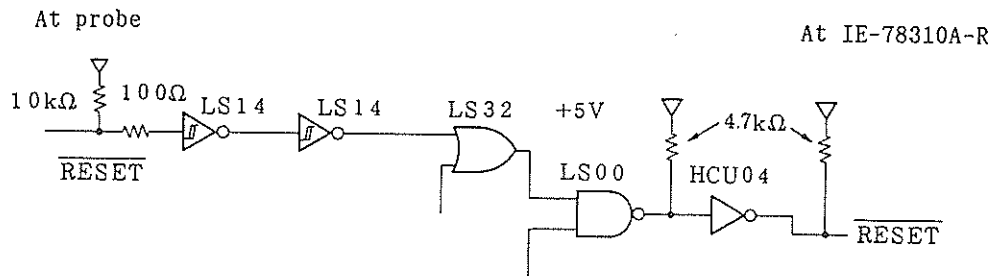 At probe
At IE-78310A-R
10kΩ
100Ω
LS14
LS14
LS32
+5V
4.7kΩ
RESET
LS00
HCU04
RESET